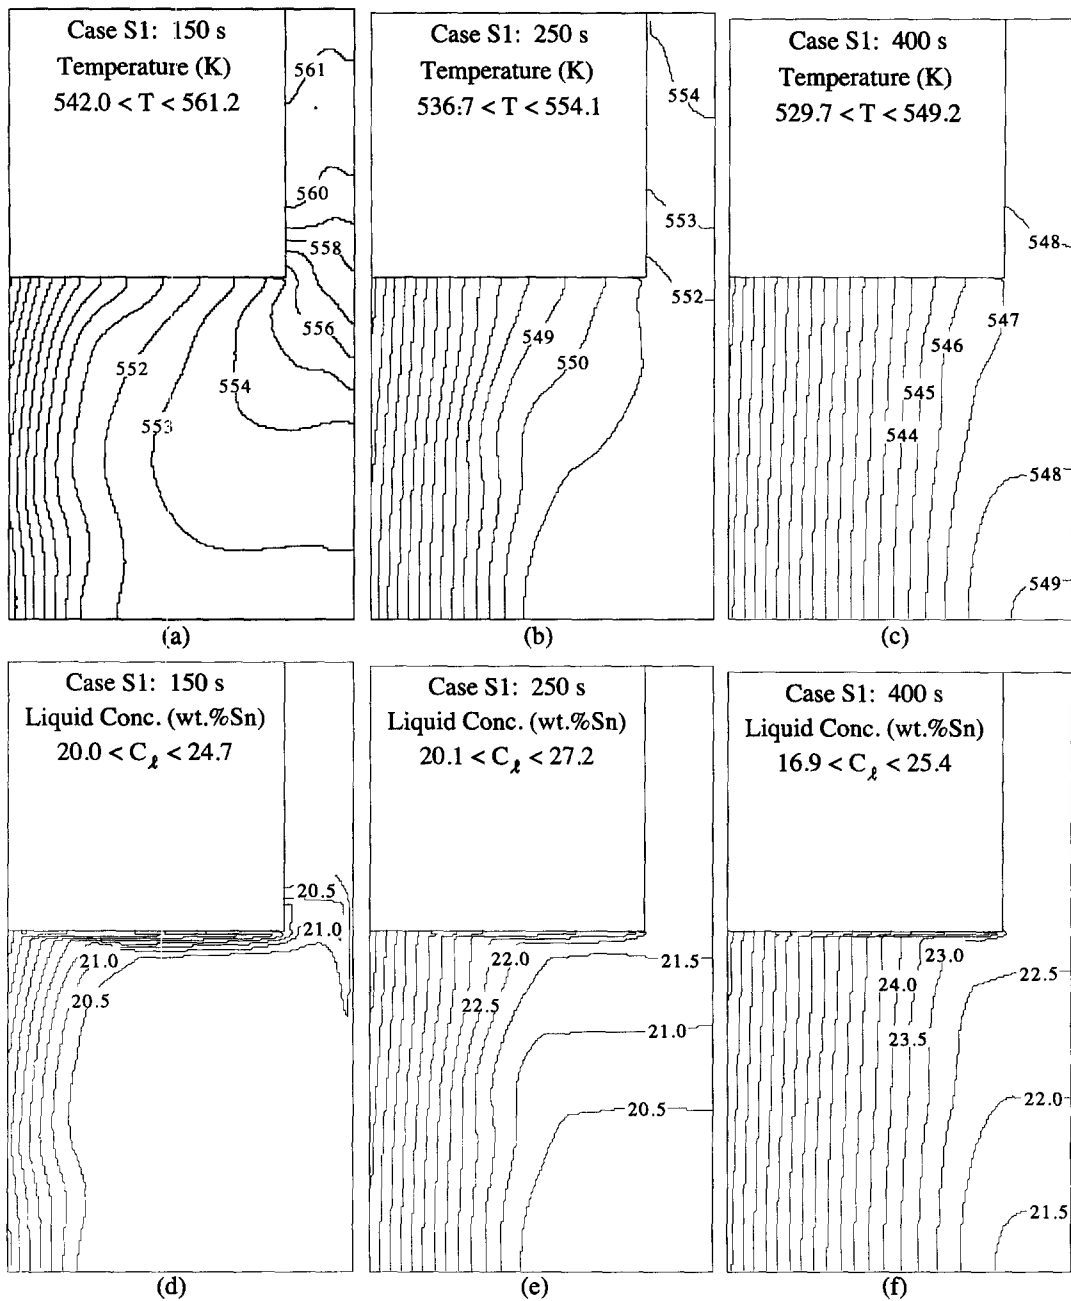 Case S1: 150 s
Temperature (K)
542.0 < T < 561.2
561
560
558
556
554
552
553
(a)
Case S1: 250 s
Temperature (K)
536.7 < T < 554.1
554
553
552
549
550
(b)
Case S1: 400 s
Temperature (K)
529.7 < T < 549.2
548
547
546
545
544
548
549
(c)
Case S1: 150 s
Liquid Conc. (wt.%Sn)
20.0 < Cℓ < 24.7
20.5
21.0
21.0
20.5
(d)
Case S1: 250 s
Liquid Conc. (wt.%Sn)
20.1 < Cℓ < 27.2
22.0
21.5
22.5
21.0
20.5
(e)
Case S1: 400 s
Liquid Conc. (wt.%Sn)
16.9 < Cℓ < 25.4
23.0
22.5
24.0
23.5
22.0
21.5
(f)